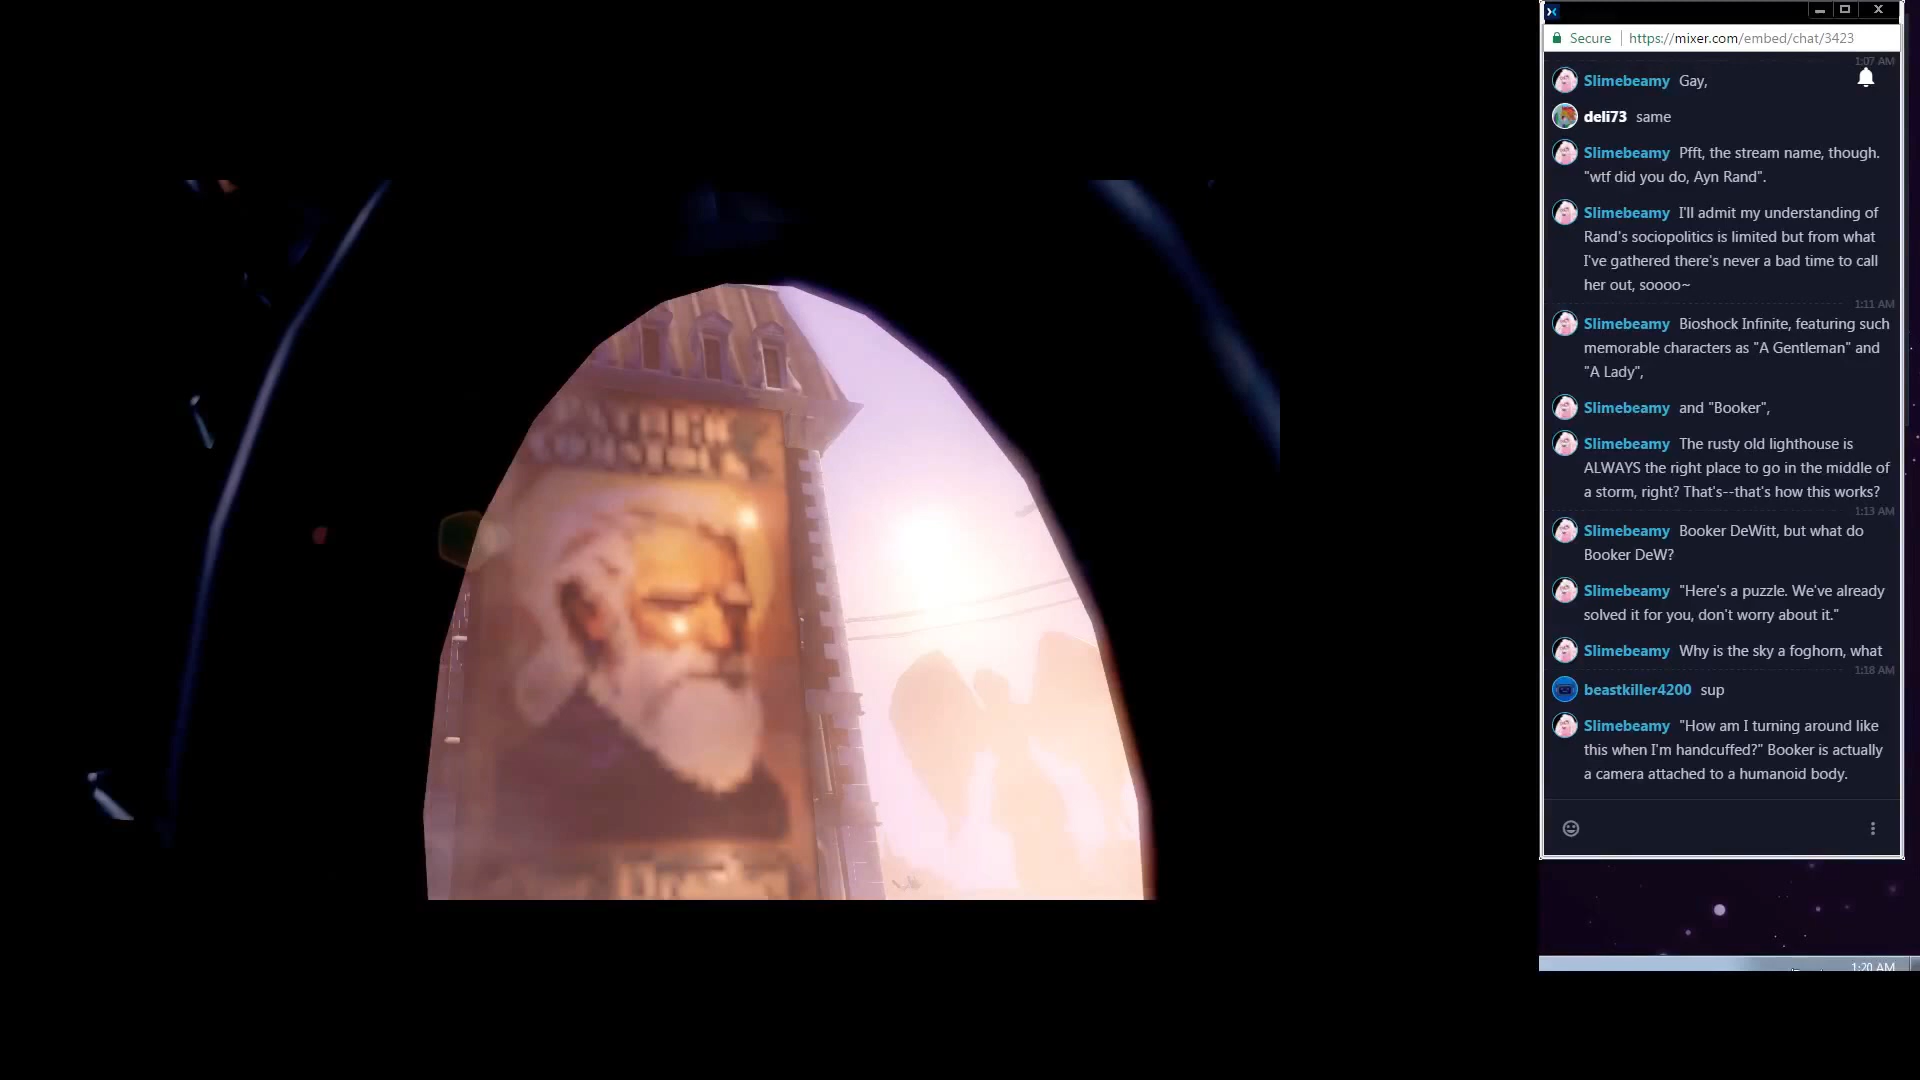 FATHER
COMSTOCK
Secure https://mixer.com/embed/chat/3423
1:07 AM
Slimebeamy Gay,
deli73 same
Slimebeamy Pfft, the stream name, though.
"wtf did you do, Ayn Rand".
Slimebeamy I'll admit my understanding of
Rand's sociopolitics is limited but from what
I've gathered there's never a bad time to call
her out, soooo~
1:11 AM
Slimebeamy Bioshock Infinite, featuring such
memorable characters as "A Gentleman" and
"A Lady",
Slimebeamy and "Booker",
Slimebeamy The rusty old lighthouse is
ALWAYS the right place to go in the middle of
a storm, right? That's--that's how this works?
1:13 AM
Slimebeamy Booker DeWitt, but what do
Booker DeW?
Slimebeamy "Here's a puzzle. We've already
solved it for you, don't worry about it."
Slimebeamy Why is the sky a foghorn, what
1:18 AM
beastkiller4200 sup
Slimebeamy "How am I turning around like
this when I'm handcuffed?" Booker is actually
a camera attached to a humanoid body.
1:20 AM